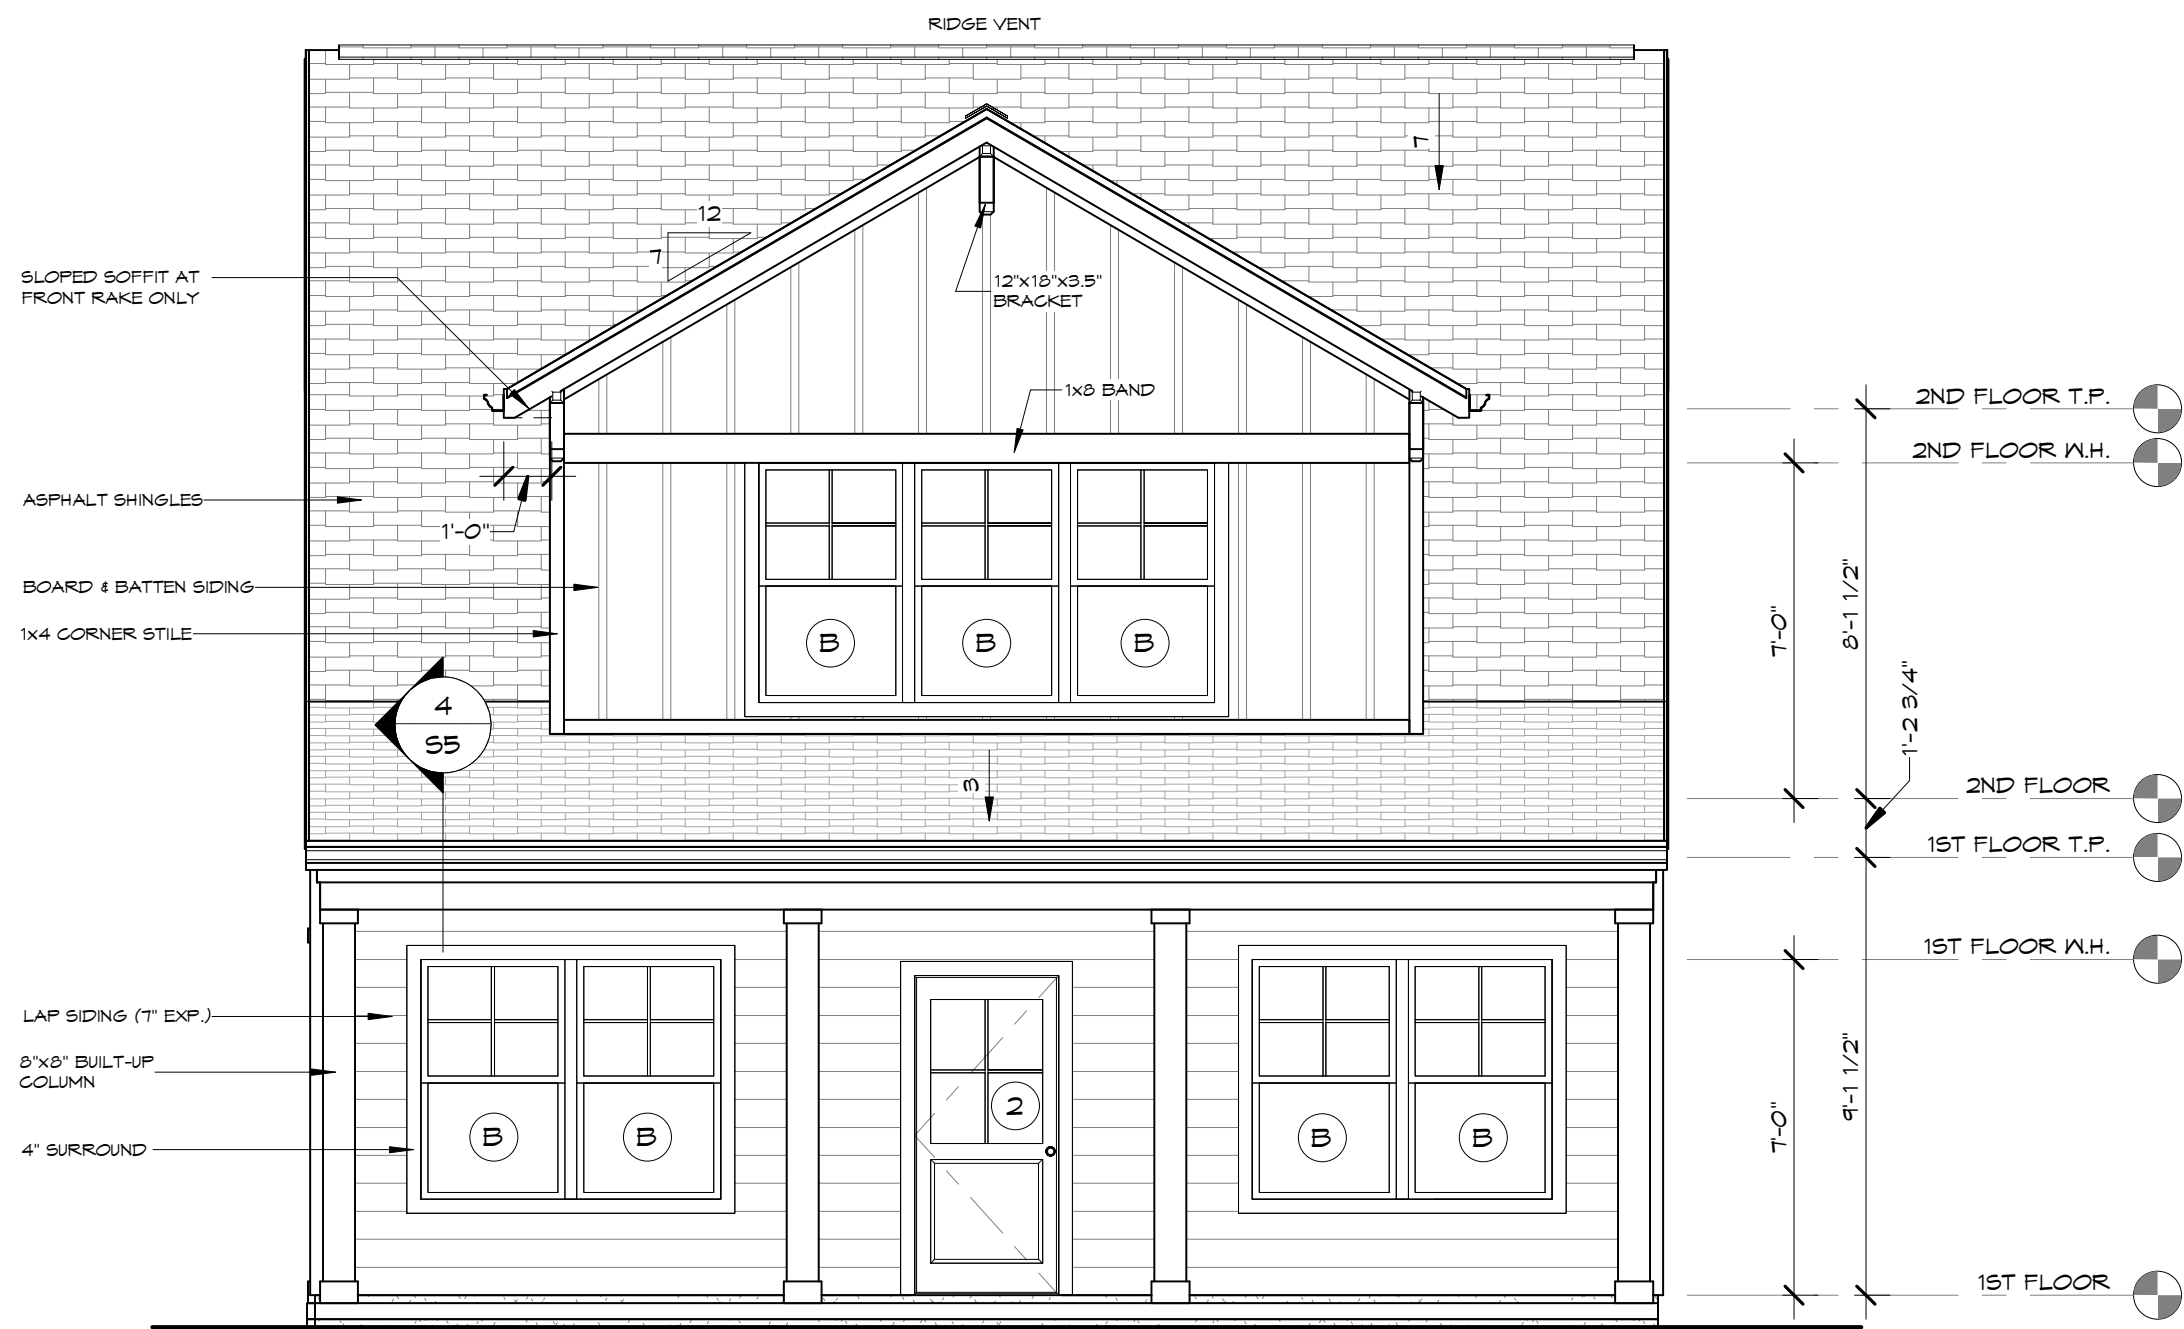 RIDGE VENT
7
12
7
SLOPED SOFFIT AT
FRONT RAKE ONLY
12"x18"x3.5"
BRACKET
1x8 BAND
2ND FLOOR T.P.
2ND FLOOR W.H.
ASPHALT SHINGLES
1'-0"
BOARD & BATTEN SIDING
1x4 CORNER STILE
B
B
B
7'-0"
8'-1 1/2"
1'-2 3/4"
4
S5
3
2ND FLOOR
1ST FLOOR T.P.
1ST FLOOR W.H.
LAP SIDING (7" EXP.)
8"x8" BUILT-UP
COLUMN
4" SURROUND
B
B
2
B
B
7'-0"
9'-1 1/2"
1ST FLOOR